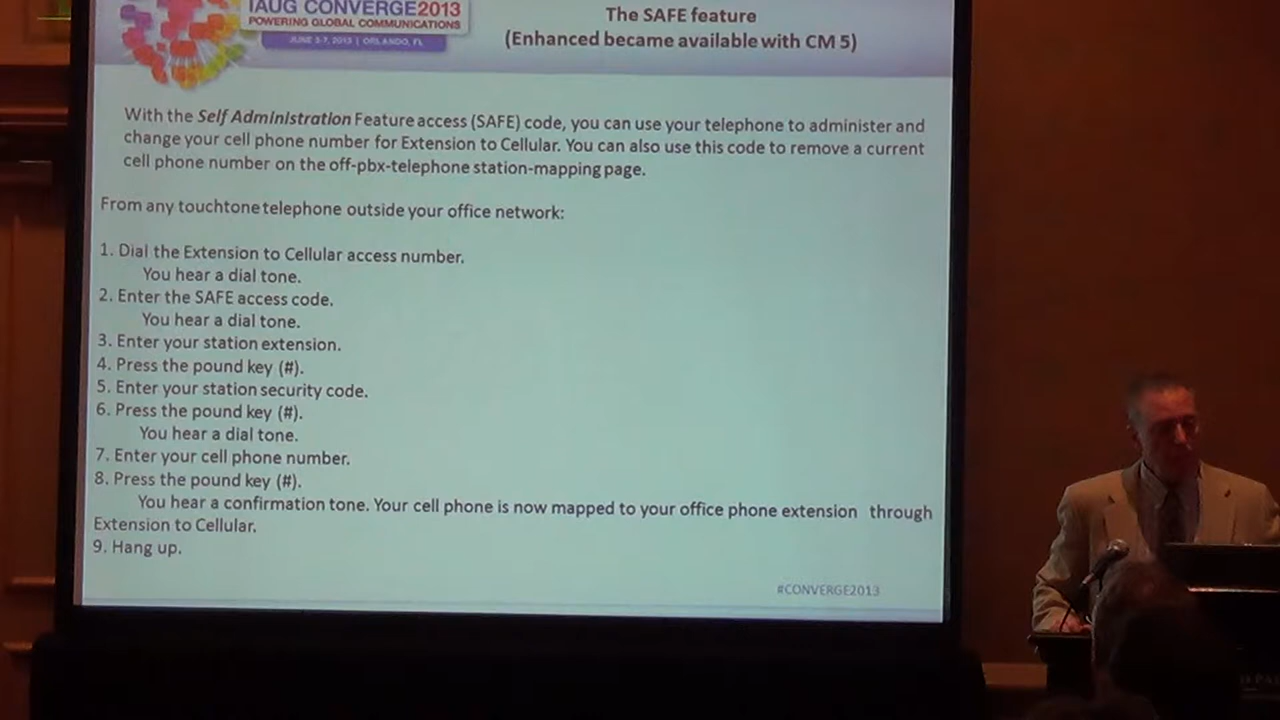 IAUG CONVERGE2013
POWERING GLOBAL COMMUNICATIONS
JUNE 3-7, 2013 | ORLANDO, FL
The SAFE feature
(Enhanced became available with CM 5)
With the Self Administration Feature access (SAFE) code, you can use your telephone to administer and
change your cell phone number for Extension to Cellular. You can also use this code to remove a current
cell phone number on the off-pbx-telephone station-mapping page.
From any touchtone telephone outside your office network:
1. Dial the Extension to Cellular access number.
You hear a dial tone.
2. Enter the SAFE access code.
You hear a dial tone.
3. Enter your station extension.
4. Press the pound key (#).
5. Enter your station security code.
6. Press the pound key (#).
You hear a dial tone.
7. Enter your cell phone number.
8. Press the pound key (#).
You hear a confirmation tone. Your cell phone is now mapped to your office phone extension through
Extension to Cellular.
9. Hang up.
#CONVERGE2013